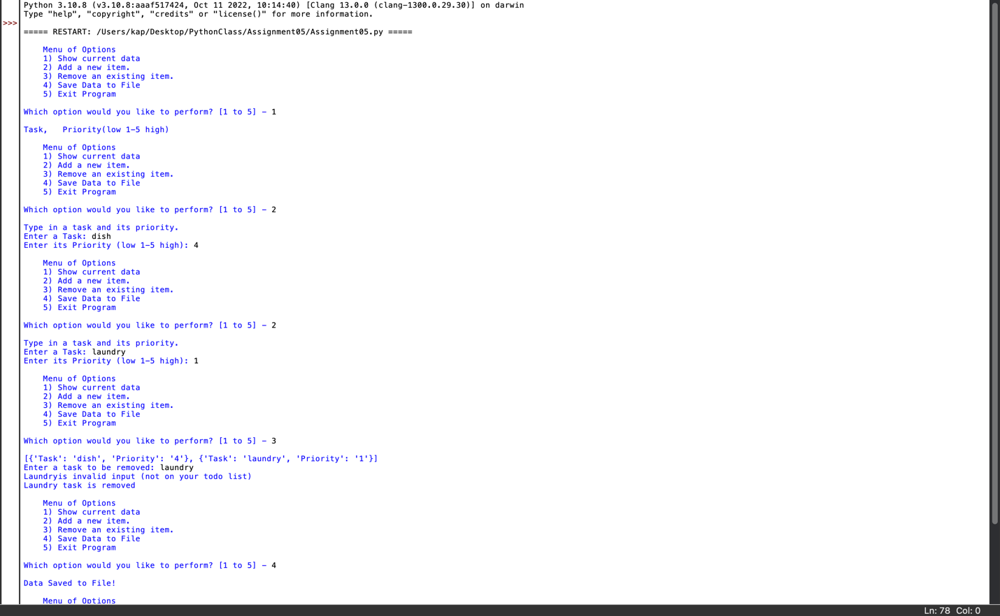 Python 3.10.8 (v3.10.8:aaaf517424, Oct 11 2022, 10:14:40) [Clang 13.0.0 (clang-1300.0.29.30)] on darwin
Type "help", "copyright", "credits" or "license()" for more information.
>>>
===== RESTART: /Users/kap/Desktop/PythonClass/Assignment05/Assignment05.py =====
Menu of Options
1) Show current data
2) Add a new item.
3) Remove an existing item.
4) Save Data to File
5) Exit Program
Which option would you like to perform? [1 to 5] – 1
Task,   Priority(low 1-5 high)
Menu of Options
1) Show current data
2) Add a new item.
3) Remove an existing item.
4) Save Data to File
5) Exit Program
Which option would you like to perform? [1 to 5] – 2
Type in a task and its priority.
Enter a Task: dish
Enter its Priority (low 1-5 high): 4
Menu of Options
1) Show current data
2) Add a new item.
3) Remove an existing item.
4) Save Data to File
5) Exit Program
Which option would you like to perform? [1 to 5] – 2
Type in a task and its priority.
Enter a Task: laundry
Enter its Priority (low 1-5 high): 1
Menu of Options
1) Show current data
2) Add a new item.
3) Remove an existing item.
4) Save Data to File
5) Exit Program
Which option would you like to perform? [1 to 5] – 3
[{'Task': 'dish', 'Priority': '4'}, {'Task': 'laundry', 'Priority': '1'}]
Enter a task to be removed: laundry
Laundryis invalid input (not on your todo list)
Laundry task is removed
Menu of Options
1) Show current data
2) Add a new item.
3) Remove an existing item.
4) Save Data to File
5) Exit Program
Which option would you like to perform? [1 to 5] – 4
Data Saved to File!
Menu of Options
Ln: 78 Col: 0